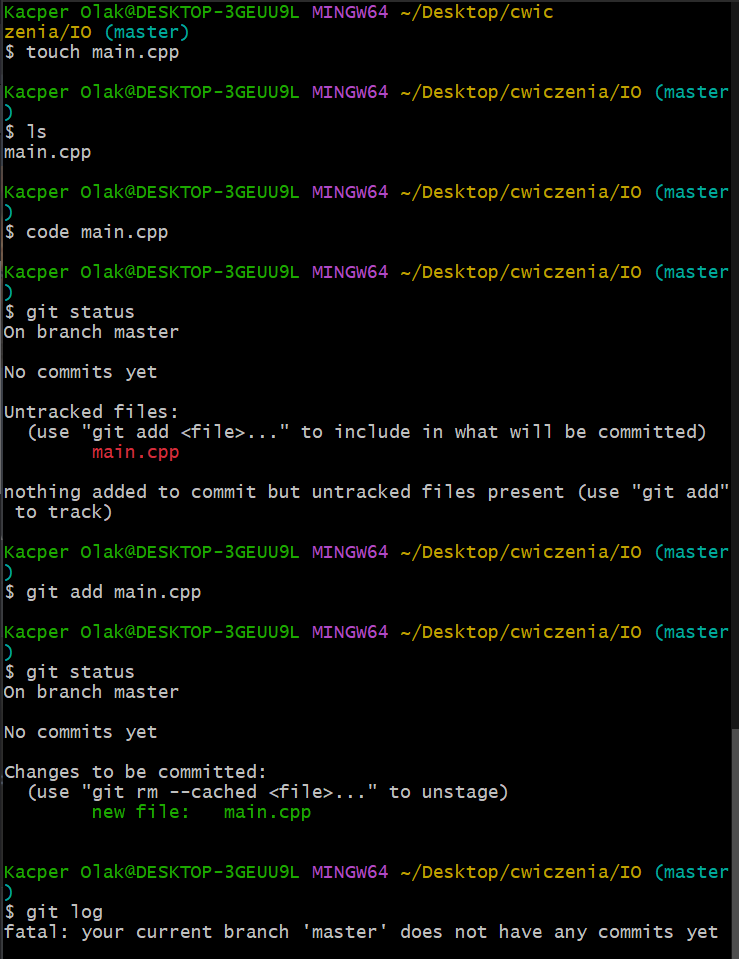 Kacper Olak@DESKTOP-3GEUU9L MINGW64 ~/Desktop/cwic
zenia/IO (master)
$ touch main.cpp
Kacper Olak@DESKTOP-3GEUU9L MINGW64 ~/Desktop/cwiczenia/IO (master
)
$ ls
main.cpp
Kacper Olak@DESKTOP-3GEUU9L MINGW64 ~/Desktop/cwiczenia/IO (master
)
$ code main.cpp
Kacper Olak@DESKTOP-3GEUU9L MINGW64 ~/Desktop/cwiczenia/IO (master
)
$ git status
On branch master
No commits yet
Untracked files:
  (use "git add <file>..." to include in what will be committed)
        main.cpp
nothing added to commit but untracked files present (use "git add"
 to track)
Kacper Olak@DESKTOP-3GEUU9L MINGW64 ~/Desktop/cwiczenia/IO (master
)
$ git add main.cpp
Kacper Olak@DESKTOP-3GEUU9L MINGW64 ~/Desktop/cwiczenia/IO (master
)
$ git status
On branch master
No commits yet
Changes to be committed:
  (use "git rm --cached <file>..." to unstage)
        new file:   main.cpp
Kacper Olak@DESKTOP-3GEUU9L MINGW64 ~/Desktop/cwiczenia/IO (master
)
$ git log
fatal: your current branch 'master' does not have any commits yet